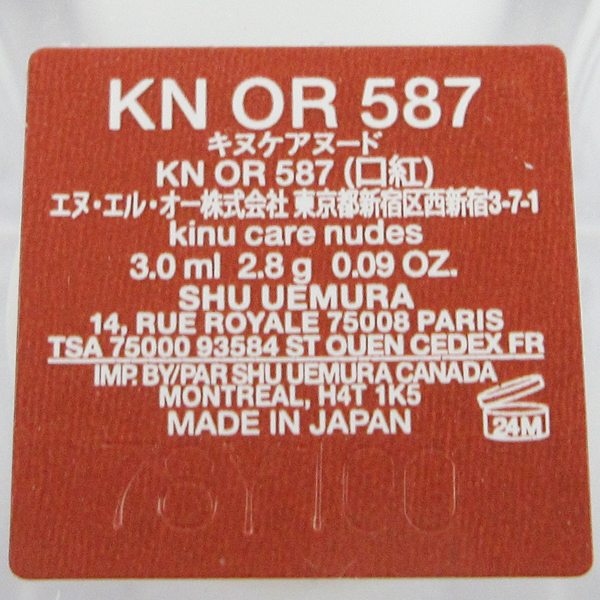 KN OR 587
キヌケアヌード
KN OR 587 (口紅)
エヌ・エル・オー株式会社 東京都新宿区西新宿3-7-1
kinu care nudes
3.0 ml 2.8 g 0.09 OZ.
SHU UEMURA
14, RUE ROYALE 75008 PARIS
TSA 75000 93584 ST OUEN CEDEX FR
IMP. BY/PAR SHU UEMURA CANADA
MONTREAL, H4T 1K5
MADE IN JAPAN
24M